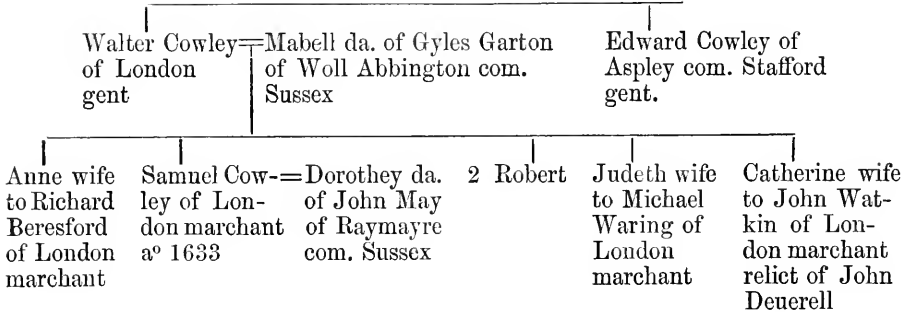 Walter Cowley=Mabell da. of Gyles Garton
of London
gent
of Woll Abbington com.
Sussex
Edward Cowley of
Aspley com. Stafford
gent.
Anne wife
to Richard
Beresford
of London
marchant
Samuel Cow-
ley of Lon-
don marchant
aº 1633
=Dorothey da.
of John May
of Raymayre
com. Sussex
2 Robert
Judeth wife
to Michael
Waring of
London
marchant
Catherine wife
to John Wat-
kin of Lon-
don marchant
relict of John
Deuerell